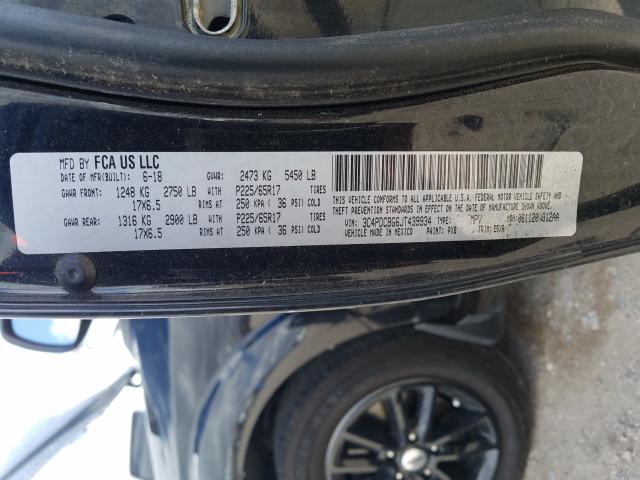 MFD BY FCA US LLC
DATE OF MFR(BUILT): 6-18 GVWR: 2473 KG 5450 LB
GAWR FRONT: 1248 KG 2750 LB WITH P225/65R17 TIRES
17X6.5 RIMS AT 250 KPA ( 36 PSI) COLD
GAWR REAR: 1316 KG 2900 LB WITH P225/65R17 TIRES
17X6.5 RIMS AT 250 KPA ( 36 PSI) COLD
THIS VEHICLE CONFORMS TO ALL APPLICABLE U.S.A. FEDERAL MOTOR VEHICLE SAFETY AND
THEFT PREVENTION STANDARDS IN EFFECT ON THE DATE OF MANUFACTURE SHOWN ABOVE.
VIN: 3C4PDCBG6JT439934 TYPE: MPV MDH: 061120
VEHICLE MADE IN MEXICO PAINT: PXB TRIM: